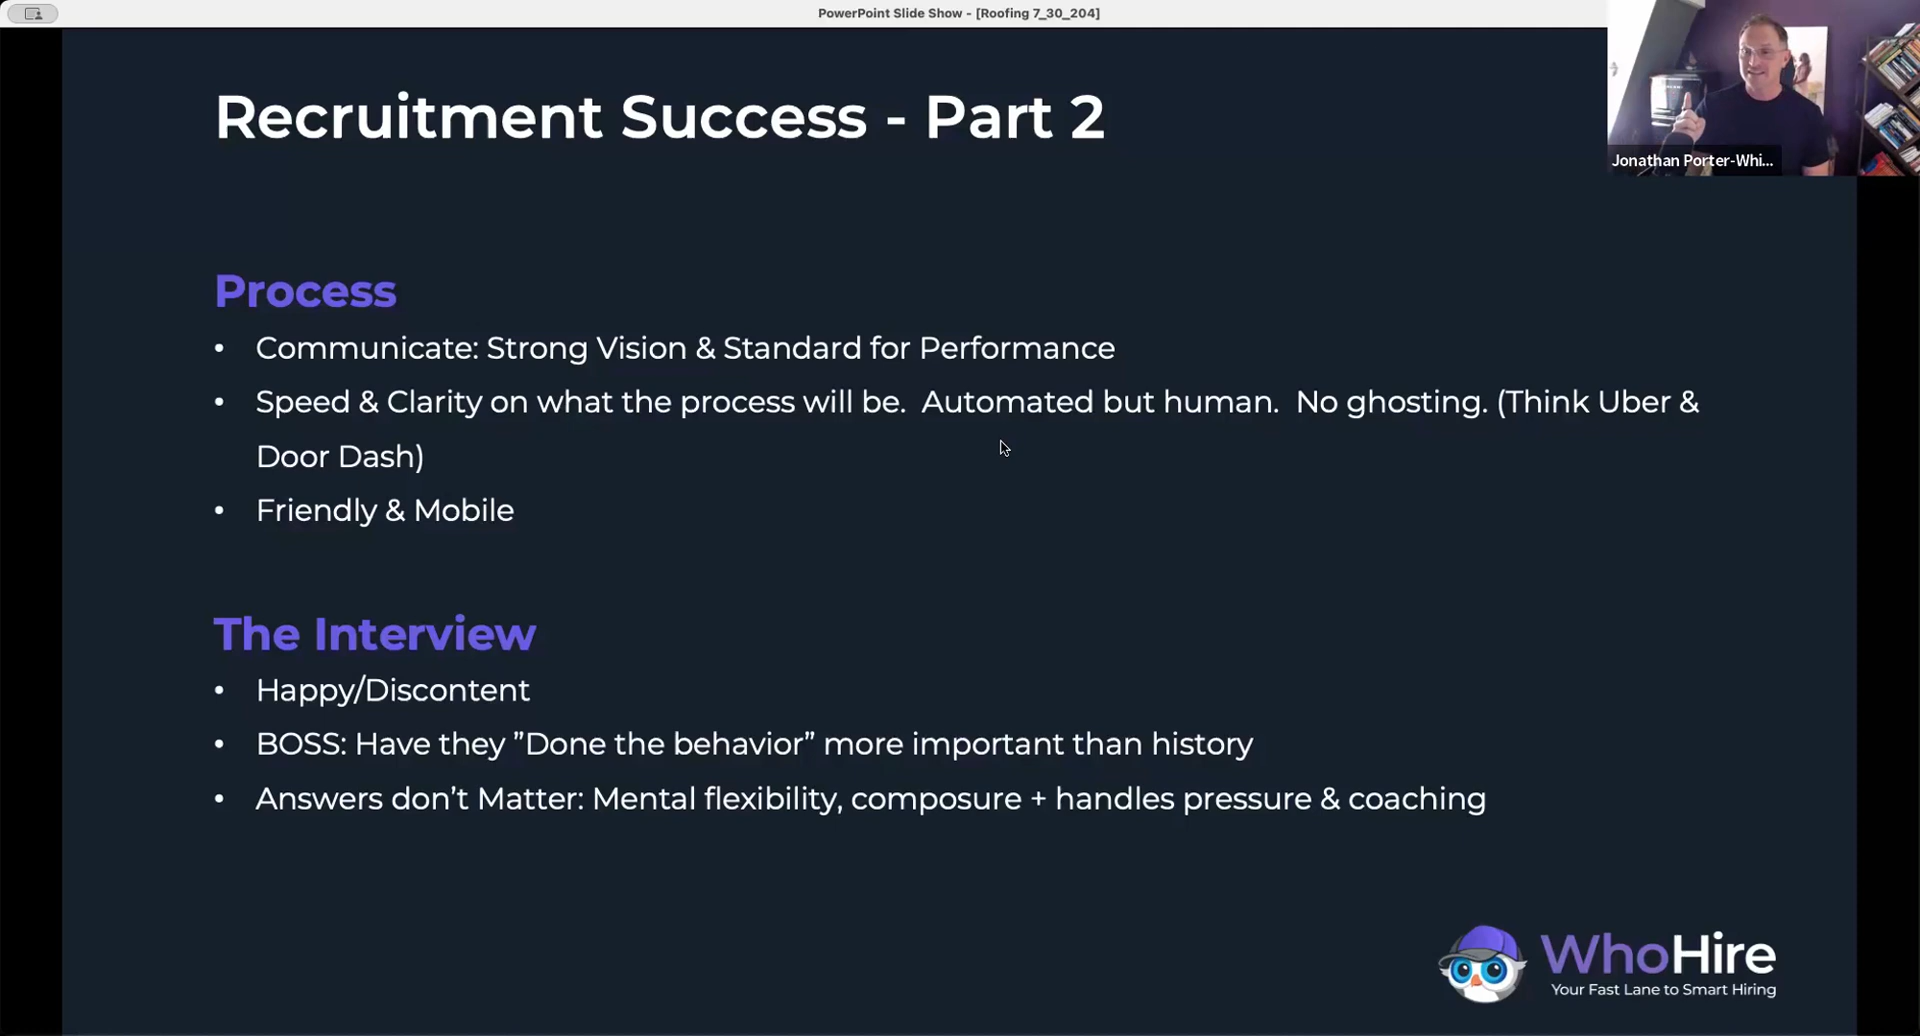 PowerPoint Slide Show - [Roofing 7_30_204]
Recruitment Success - Part 2
Jonathan Porter-Whi...
Process
• Communicate: Strong Vision & Standard for Performance
• Speed & Clarity on what the process will be.  Automated but human.  No ghosting. (Think Uber &
Door Dash)
• Friendly & Mobile
The Interview
• Happy/Discontent
• BOSS: Have they ”Done the behavior” more important than history
• Answers don’t Matter: Mental flexibility, composure + handles pressure & coaching
WhoHire
Your Fast Lane to Smart Hiring